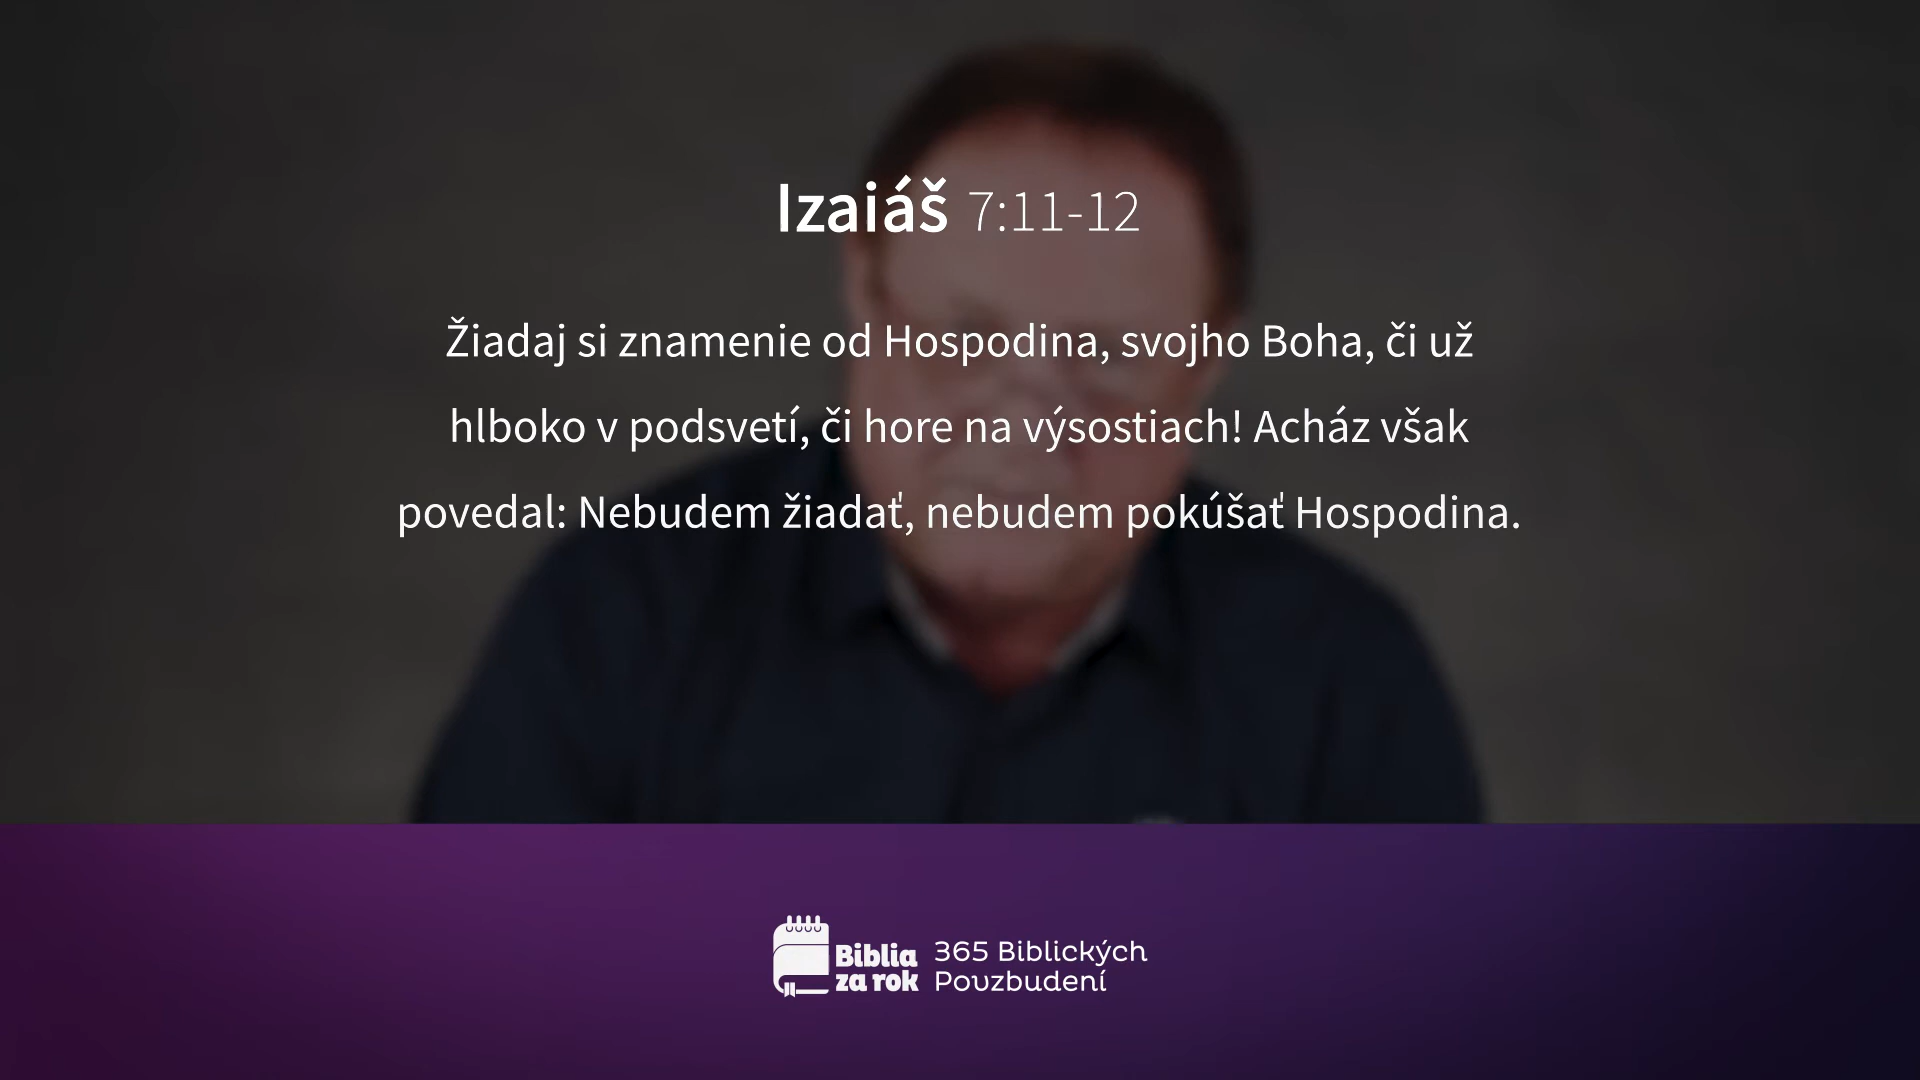 Izaiáš 7:11-12
Žiadaj si znamenie od Hospodina, svojho Boha, či už
hlboko v podsvetí, či hore na výsostiach! Acház však
povedal: Nebudem žiadať, nebudem pokúšať Hospodina.
Biblia
za rok
365 Biblických
Povzbudení